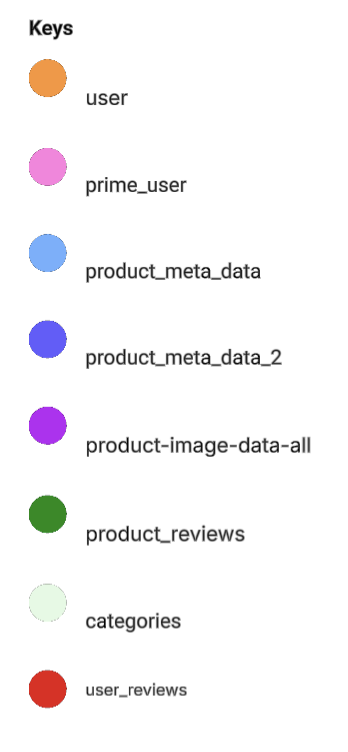 Keys
user
prime_user
product_meta_data
product_meta_data_2
product-image-data-all
product_reviews
categories
user_reviews